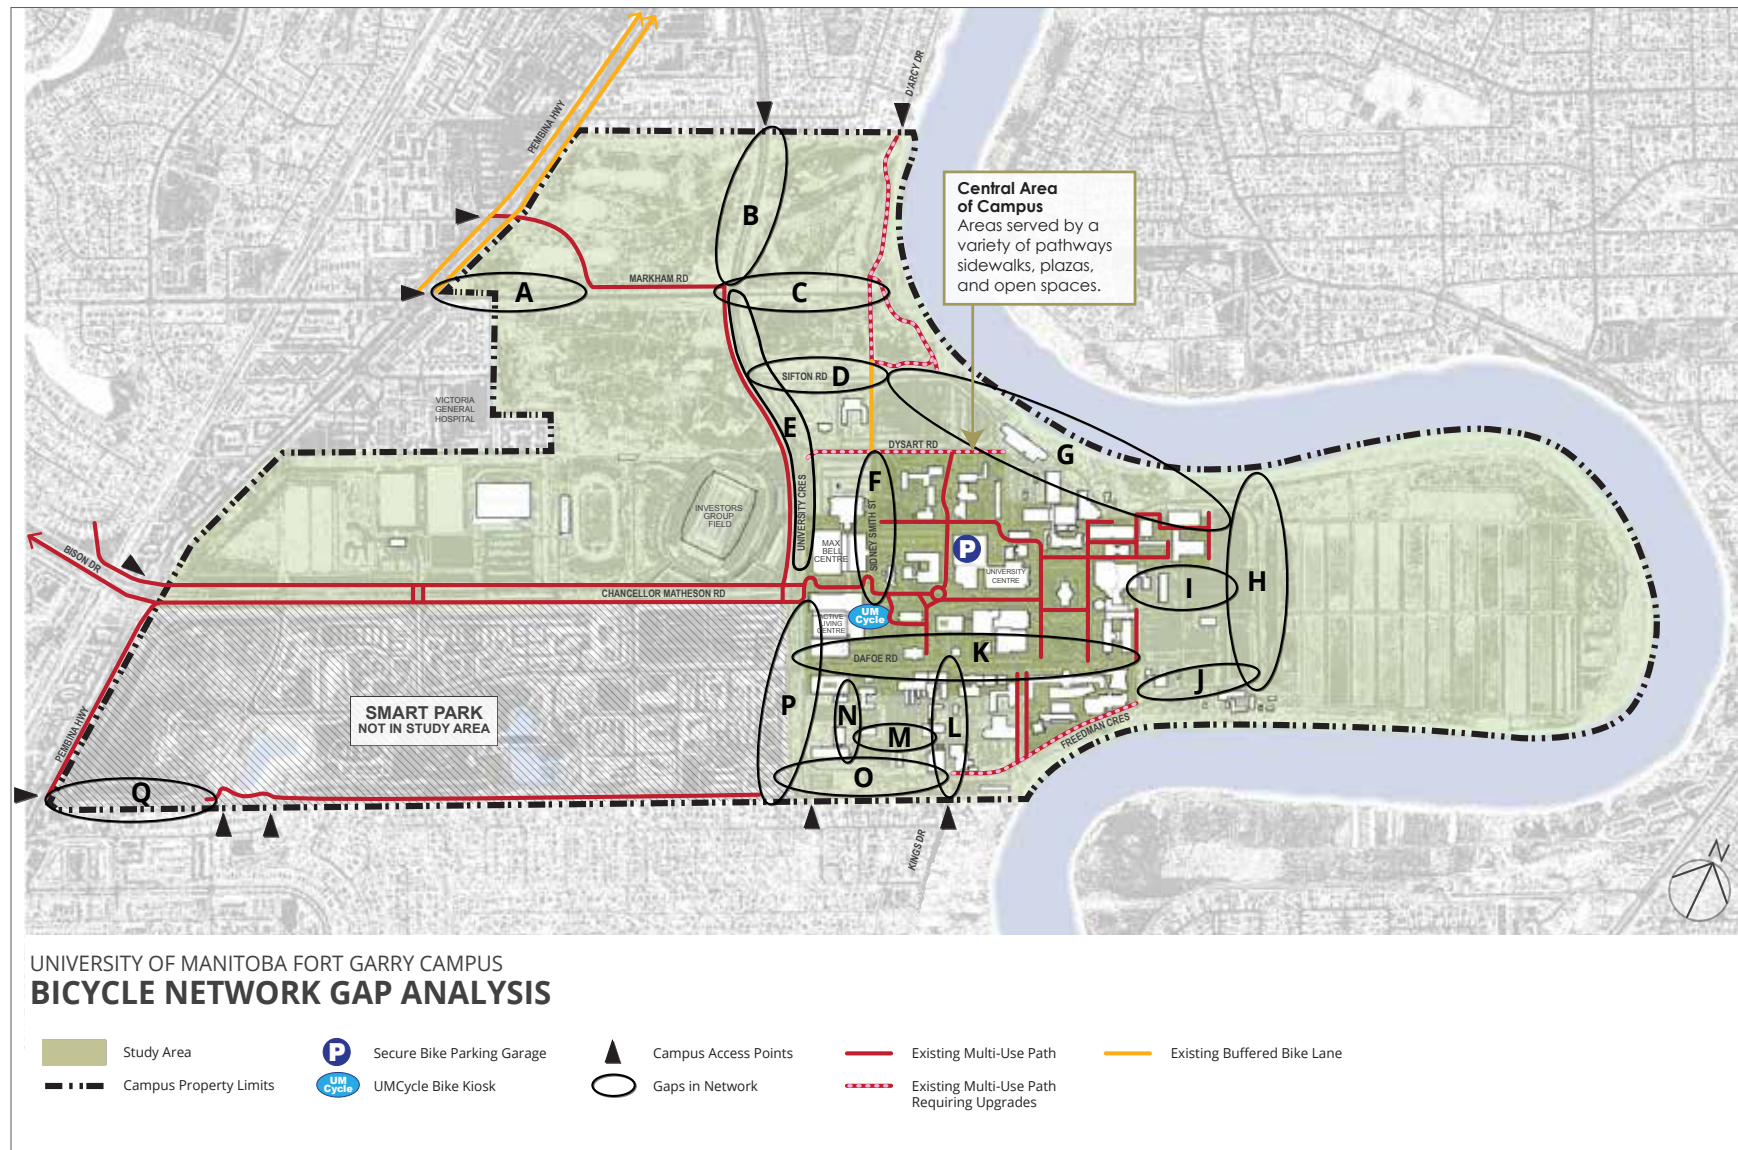 PEMBINA HWY
D'ARCY DR
Central Area
of Campus
Areas served by a
variety of pathways
sidewalks, plazas,
and open spaces.
B
A
MARKHAM RD
C
SIFTON RD
D
VICTORIA
GENERAL
HOSPITAL
E
DYSART RD
G
F
INVESTORS
GROUP
FIELD
UNIVERSITY CRES
SIDNEY SMITH ST
MAX
BELL
CENTRE
P
UNIVERSITY
CENTRE
BISON DR
CHANCELLOR MATHESON RD
I
H
UM
Cycle
ACTIVE
LIVING
CENTRE
DAFOE RD
K
J
P
N
M
L
SMART PARK
NOT IN STUDY AREA
PEMBINA HWY
FREEDMAN CRES
O
Q
KINGS DR
N
UNIVERSITY OF MANITOBA FORT GARRY CAMPUS
BICYCLE NETWORK GAP ANALYSIS
Study Area
P
Secure Bike Parking Garage
Campus Access Points
Existing Multi-Use Path
Existing Buffered Bike Lane
Campus Property Limits
UM
Cycle
UMCycle Bike Kiosk
Gaps in Network
Existing Multi-Use Path
Requiring Upgrades